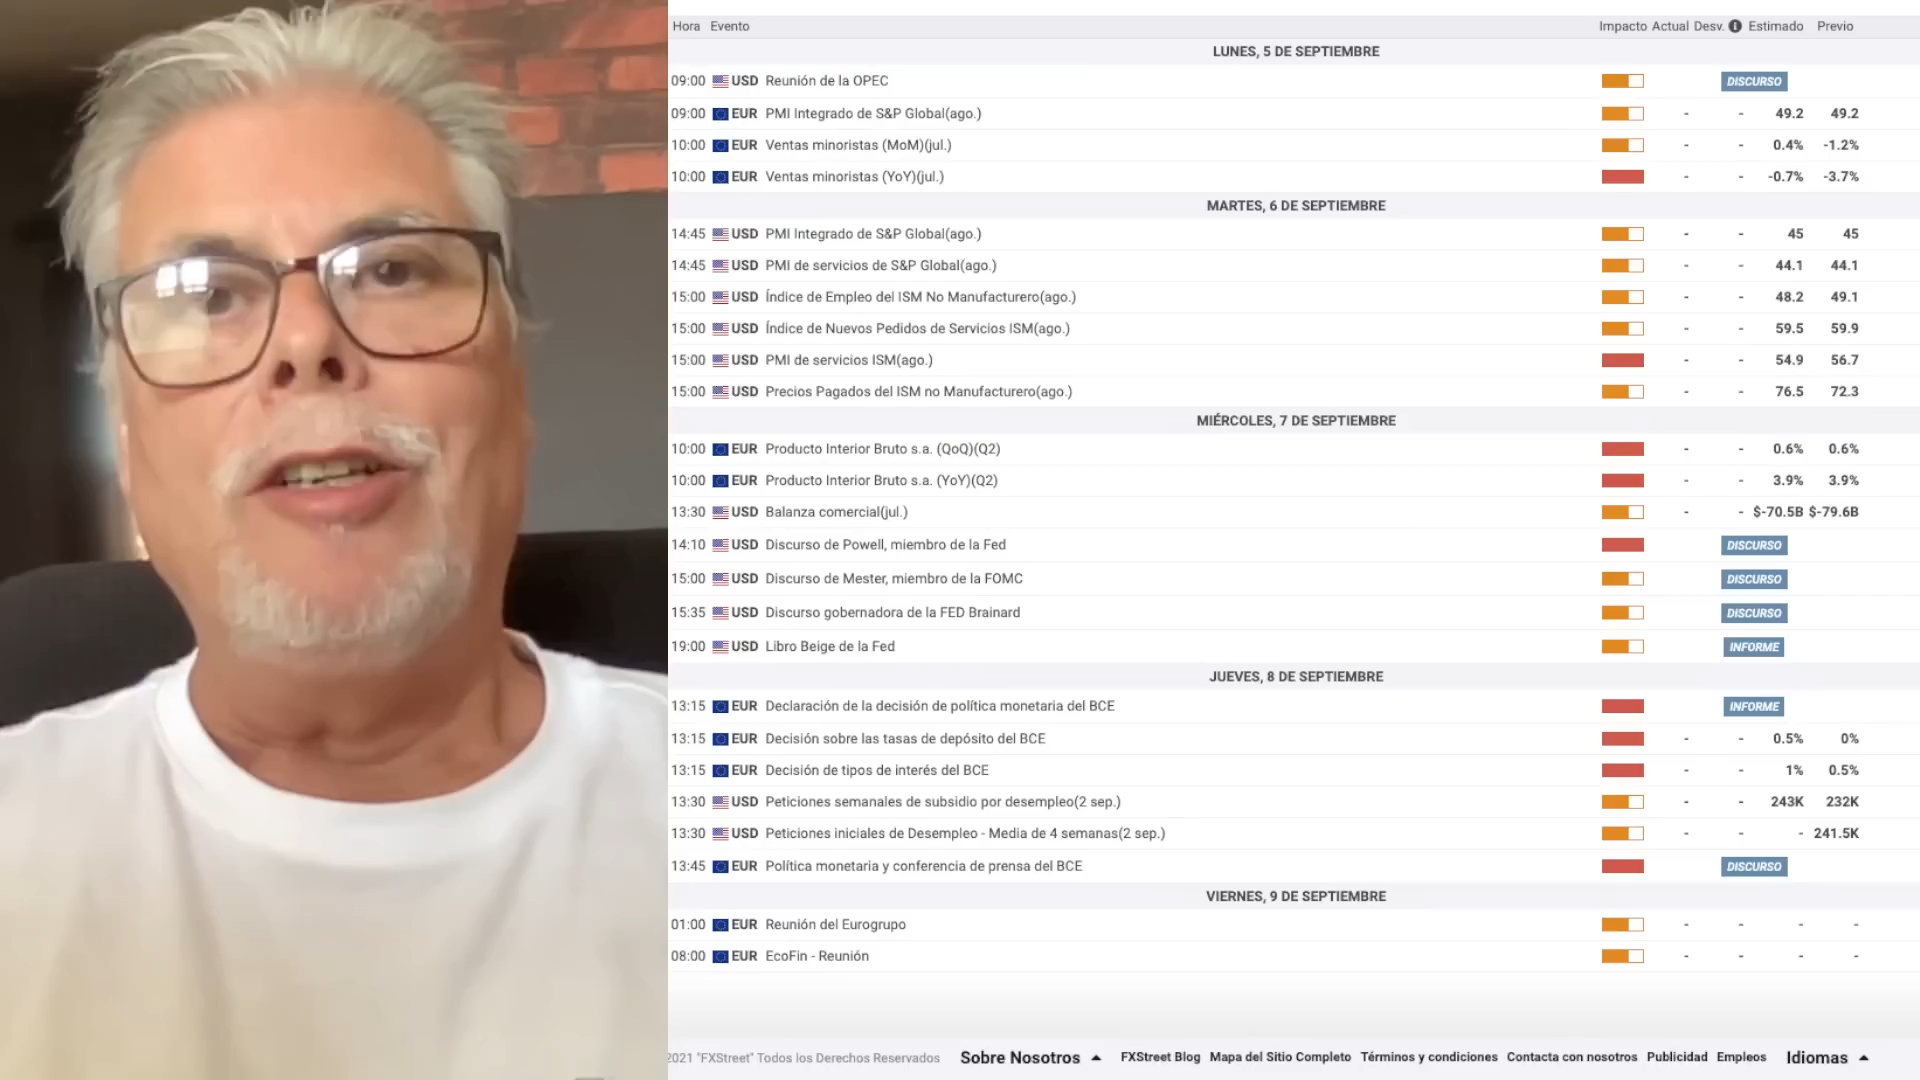 Hora Evento Impacto Actual Desv. Estimado Previo
LUNES, 5 DE SEPTIEMBRE
09:00 USD Reunión de la OPEC DISCURSO
09:00 EUR PMI Integrado de S&P Global(ago.) - - 49.2 49.2
10:00 EUR Ventas minoristas (MoM)(jul.) - - 0.4% -1.2%
10:00 EUR Ventas minoristas (YoY)(jul.) - - -0.7% -3.7%
MARTES, 6 DE SEPTIEMBRE
14:45 USD PMI Integrado de S&P Global(ago.) - - 45 45
14:45 USD PMI de servicios de S&P Global(ago.) - - 44.1 44.1
15:00 USD Índice de Empleo del ISM No Manufacturero(ago.) - - 48.2 49.1
15:00 USD Índice de Nuevos Pedidos de Servicios ISM(ago.) - - 59.5 59.9
15:00 USD PMI de servicios ISM(ago.) - - 54.9 56.7
15:00 USD Precios Pagados del ISM no Manufacturero(ago.) - - 76.5 72.3
MIÉRCOLES, 7 DE SEPTIEMBRE
10:00 EUR Producto Interior Bruto s.a. (QoQ)(Q2) - - 0.6% 0.6%
10:00 EUR Producto Interior Bruto s.a. (YoY)(Q2) - - 3.9% 3.9%
13:30 USD Balanza comercial(jul.) - - $-70.5B $-79.6B
14:10 USD Discurso de Powell, miembro de la Fed DISCURSO
15:00 USD Discurso de Mester, miembro de la FOMC DISCURSO
15:35 USD Discurso gobernadora de la FED Brainard DISCURSO
19:00 USD Libro Beige de la Fed INFORME
JUEVES, 8 DE SEPTIEMBRE
13:15 EUR Declaración de la decisión de política monetaria del BCE INFORME
13:15 EUR Decisión sobre las tasas de depósito del BCE - - 0.5% 0%
13:15 EUR Decisión de tipos de interés del BCE - - 1% 0.5%
13:30 USD Peticiones semanales de subsidio por desempleo(2 sep.) - - 243K 232K
13:30 USD Peticiones iniciales de Desempleo - Media de 4 semanas(2 sep.) - - - 241.5K
13:45 EUR Política monetaria y conferencia de prensa del BCE DISCURSO
VIERNES, 9 DE SEPTIEMBRE
01:00 EUR Reunión del Eurogrupo - - - -
08:00 EUR EcoFin - Reunión - - - -
2021 "FXStreet" Todos los Derechos Reservados Sobre Nosotros FXStreet Blog Mapa del Sitio Completo Términos y condiciones Contacta con nosotros Publicidad Empleos Idiomas